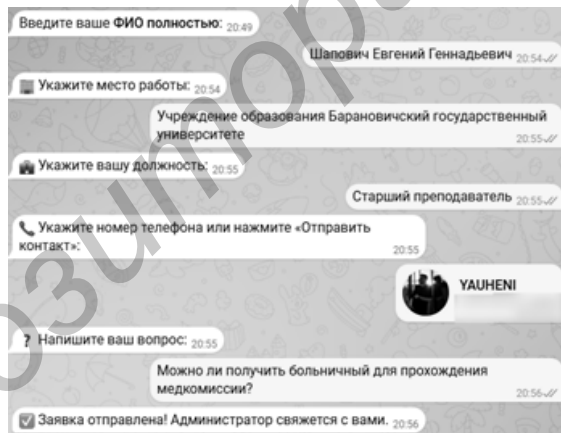 Введите ваше ФИО полностью: 20:49
Шапович Евгений Геннадьевич 20:54
Укажите место работы: 20:54
Учреждение образования Барановичский государственный
университете
20:55
Укажите вашу должность: 20:55
Старший преподаватель 20:55
Укажите номер телефона или нажмите «Отправить
контакт»:
20:55
YAUHENI
? Напишите ваш вопрос: 20:55
Можно ли получить больничный для прохождения
медкомиссии?
20:56
Заявка отправлена! Администратор свяжется с вами. 20:56